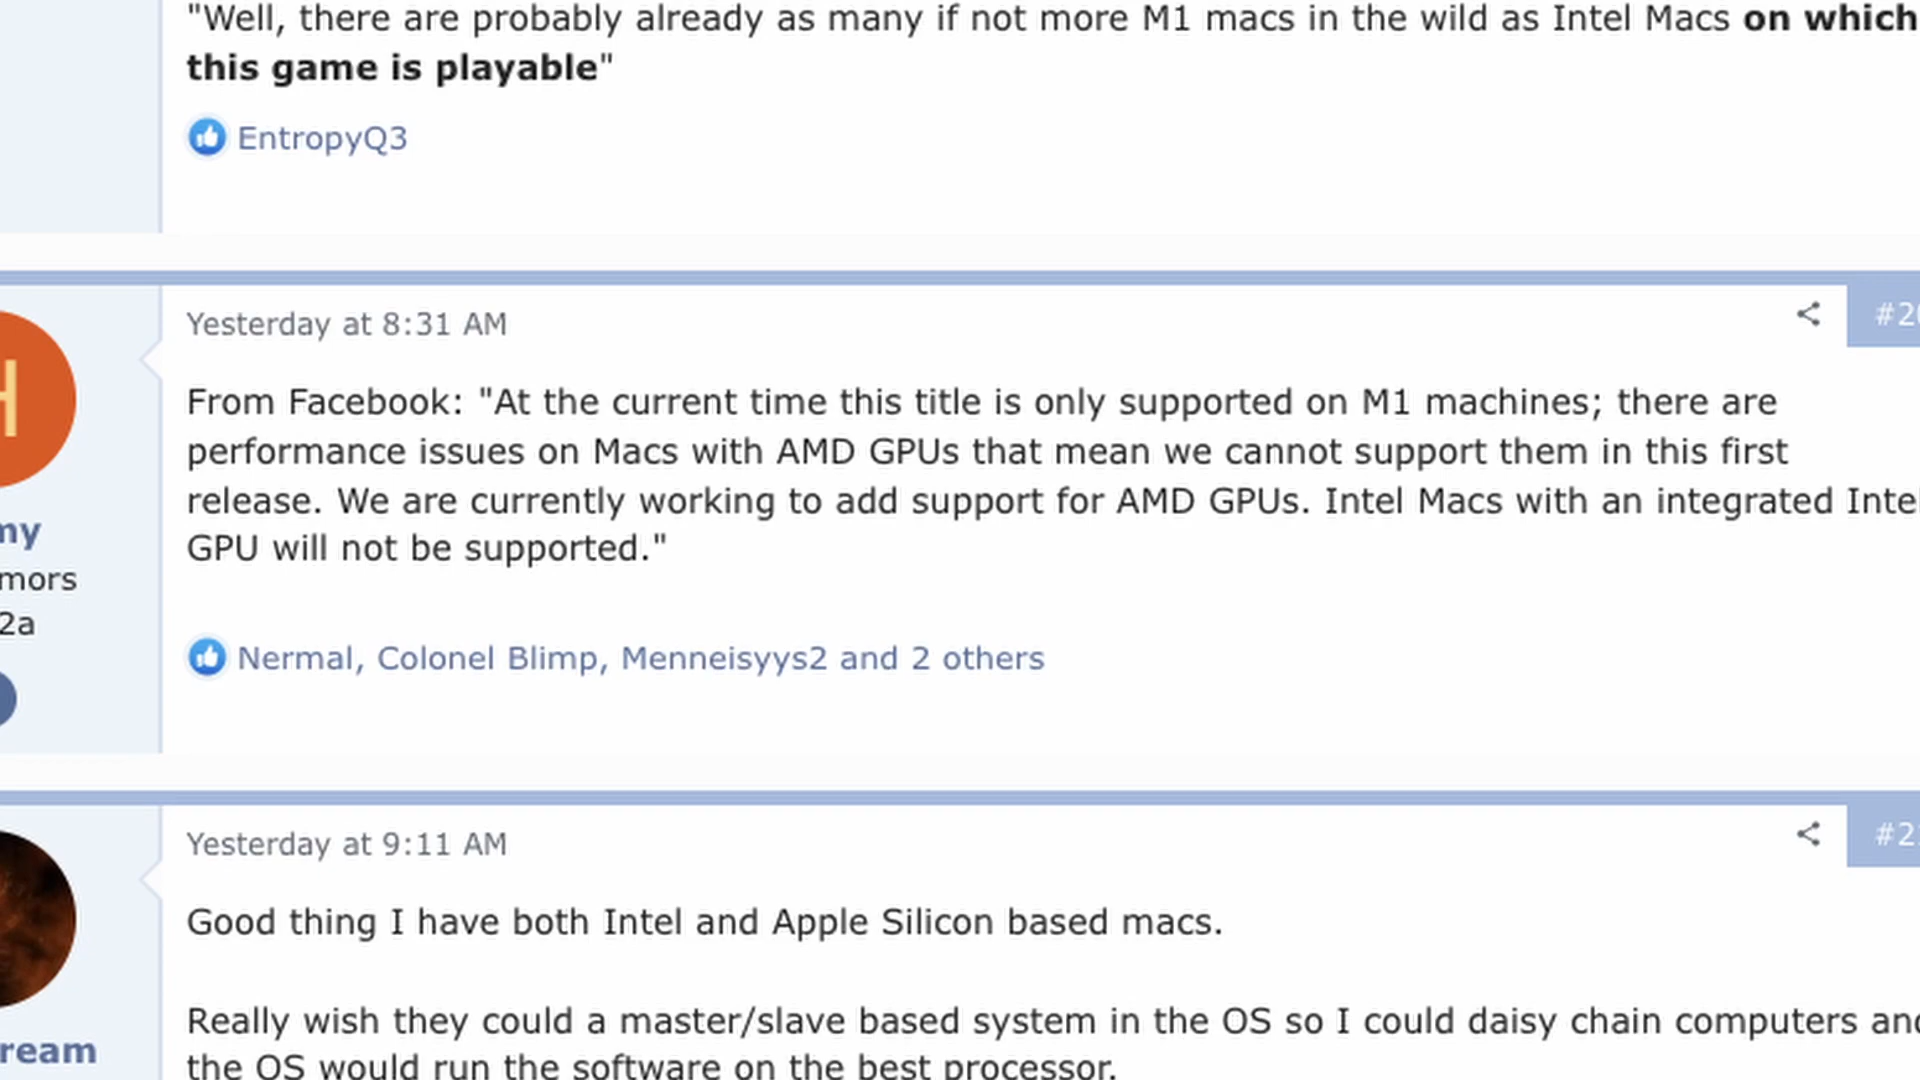 "Well, there are probably already as many if not more M1 macs in the wild as Intel Macs on which
this game is playable"
EntropyQ3
Yesterday at 8:31 AM
#20
H
From Facebook: "At the current time this title is only supported on M1 machines; there are
performance issues on Macs with AMD GPUs that mean we cannot support them in this first
release. We are currently working to add support for AMD GPUs. Intel Macs with an integrated Intel
GPU will not be supported."
my
mors
2a
Nermal, Colonel Blimp, Menneisyys2 and 2 others
Yesterday at 9:11 AM
#21
Good thing I have both Intel and Apple Silicon based macs.
Really wish they could a master/slave based system in the OS so I could daisy chain computers and
the OS would run the software on the best processor.
ream